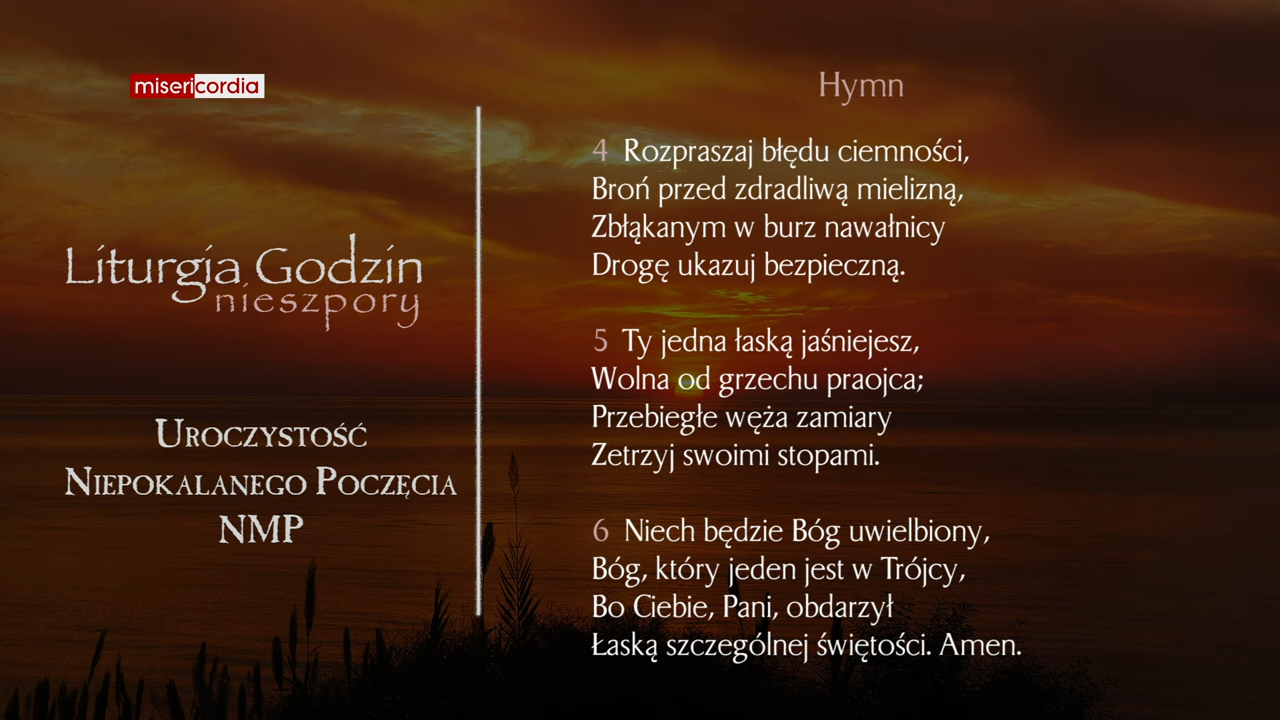 misericordia
Liturgia Godzin
nieszpory
Uroczystość
Niepokalanego Poczęcia
NMP
Hymn
4 Rozpraszaj błędu ciemności,
Broń przed zdradliwą mielizną,
Zbłąkanym w burz nawałnicy
Drogę ukazuj bezpieczną.
5 Ty jedna łaską jaśniejesz,
Wolna od grzechu praojca;
Przebiegłe węża zamiary
Zetrzyj swoimi stopami.
6 Niech będzie Bóg uwielbiony,
Bóg, który jeden jest w Trójcy,
Bo Ciebie, Pani, obdarzył
Łaską szczególnej świętości. Amen.